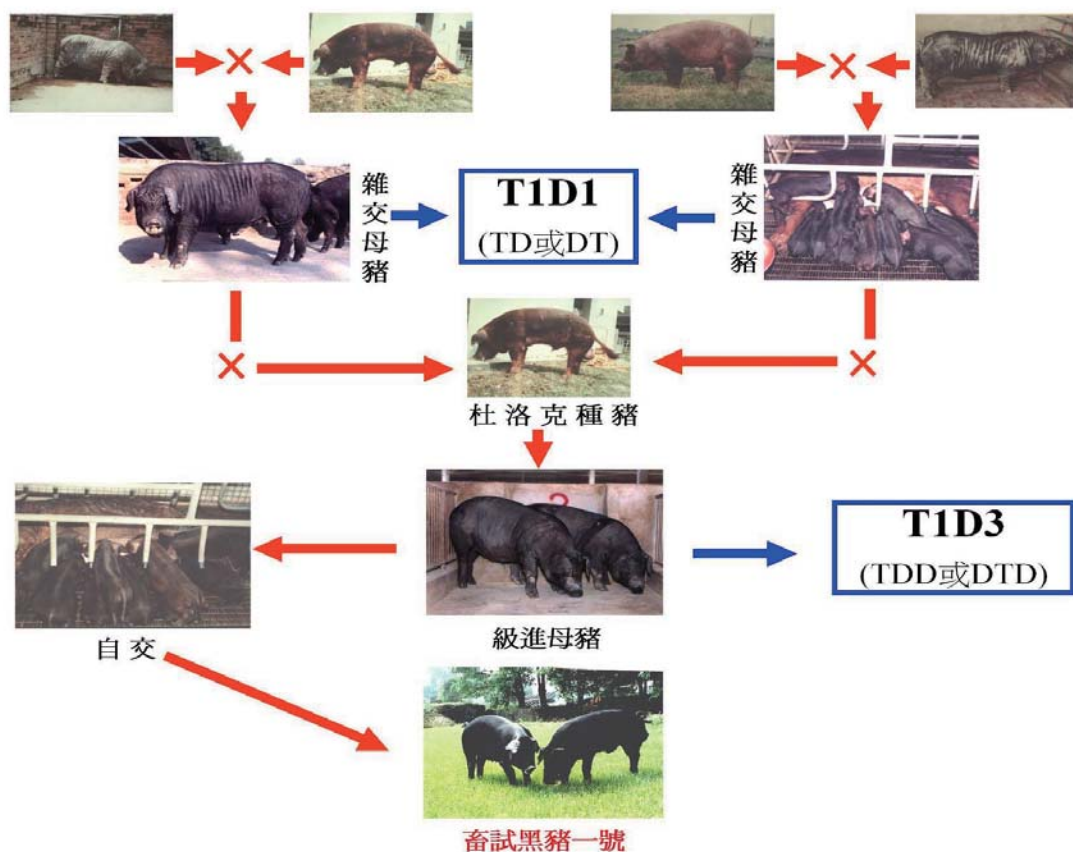 雜交母豬
T1D1
(TD或DT)
雜交母豬
杜洛克種豬
T1D3
(TDD或DTD)
級進母豬
自交
畜試黑豬一號